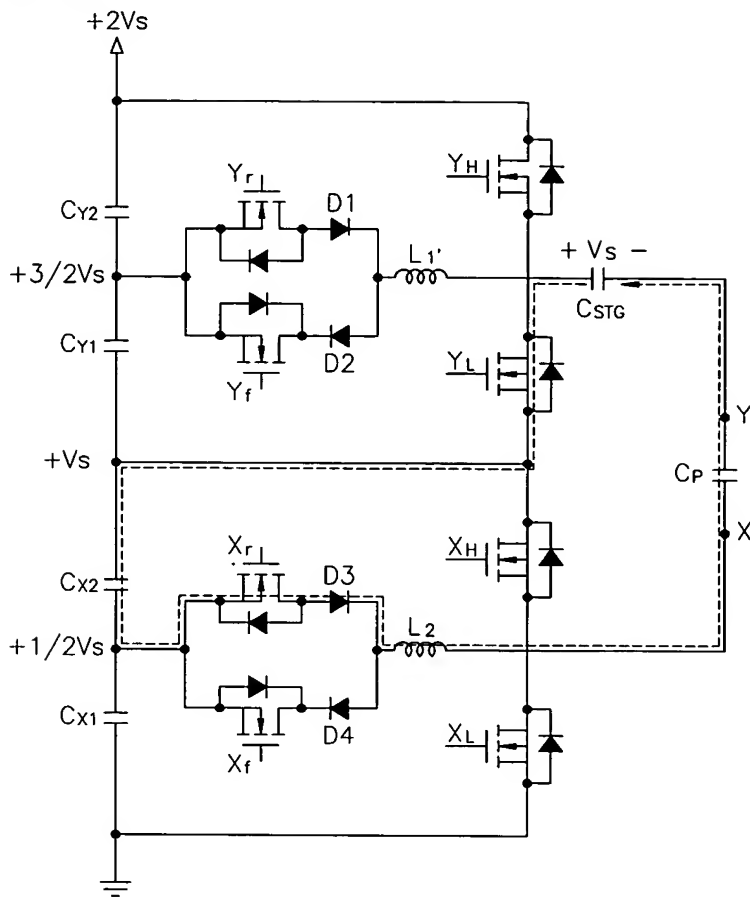 +2Vs
YH
Yr
D1
CY2
L1'
+ Vs -
+3/2Vs
CSTG
CY1
D2
YL
Yf
Y
+Vs
CP
X
Xr
XH
D3
CX2
L2
+1/2Vs
CX1
D4
XL
Xf